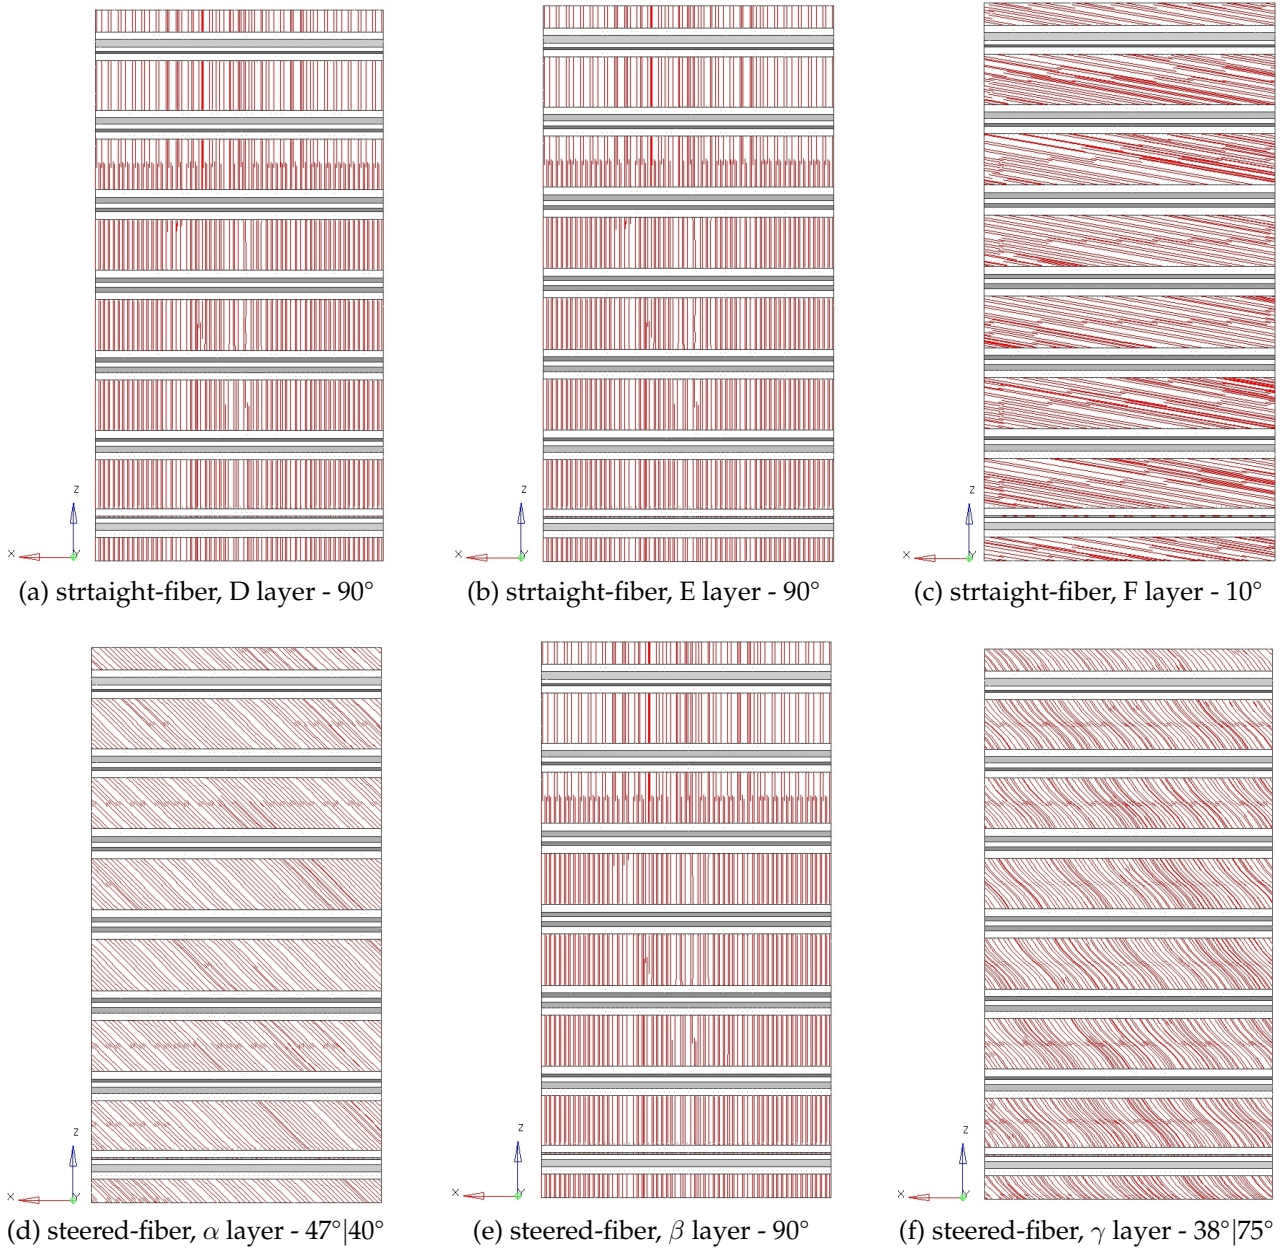 Z
X
Y
Z
X
Y
Z
X
Y
(a) strtaight-fiber, D layer - 90°
(b) strtaight-fiber, E layer - 90°
(c) strtaight-fiber, F layer - 10°
Z
X
Y
Z
X
Y
Z
X
Y
(d) steered-fiber, α layer - 47°|40°
(e) steered-fiber, β layer - 90°
(f) steered-fiber, γ layer - 38°|75°